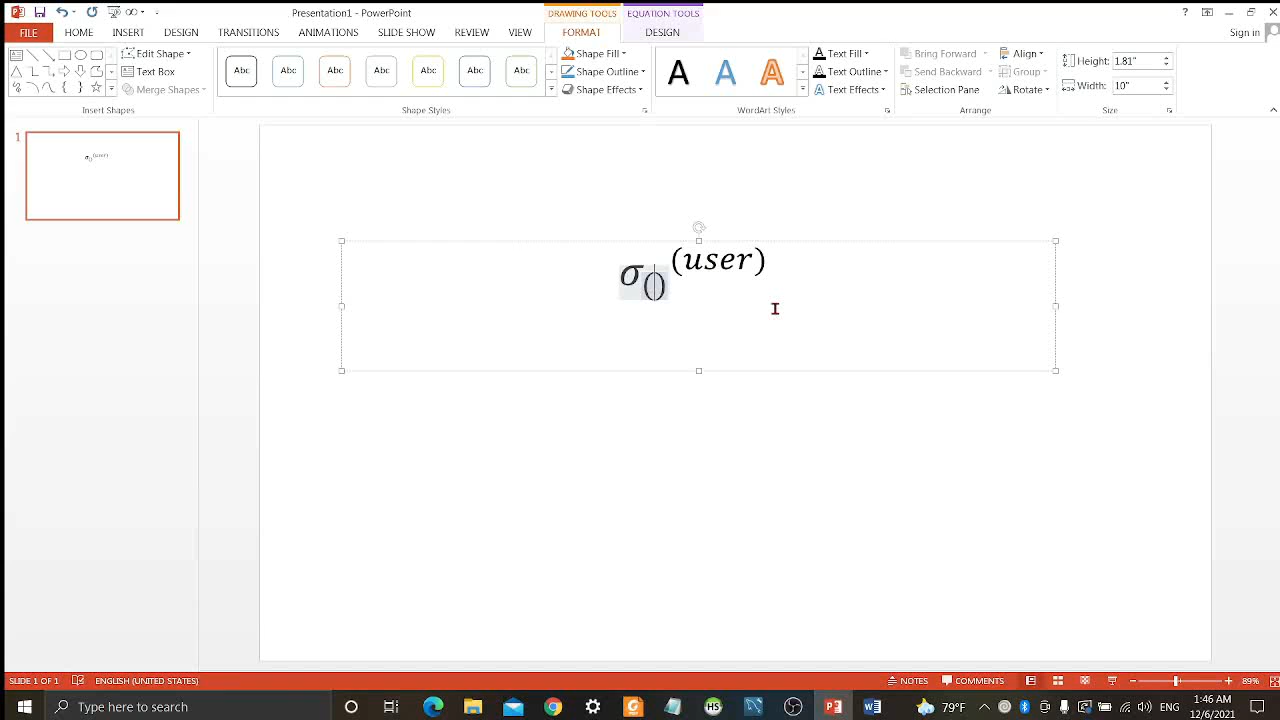 Presentation1 - PowerPoint
DRAWING TOOLS EQUATION TOOLS
? 
FILE HOME INSERT DESIGN TRANSITIONS ANIMATIONS SLIDE SHOW REVIEW VIEW FORMAT DESIGN Sign in
Edit Shape
Text Box
Merge Shapes
Insert Shapes
Abc Abc Abc Abc Abc Abc Abc
Shape Styles
Shape Fill
Shape Outline
Shape Effects
A A A
WordArt Styles
A Text Fill
A Text Outline
A Text Effects
Bring Forward
Send Backward
Selection Pane
Align
Group
Rotate
Arrange
Height: 1.81"
Width: 10"
Size
1
σ()(user)
σ()(user)
SLIDE 1 OF 1 ENGLISH (UNITED STATES) NOTES COMMENTS 89%
Type here to search
HS
79°F
ENG
1:46 AM
12/6/2021